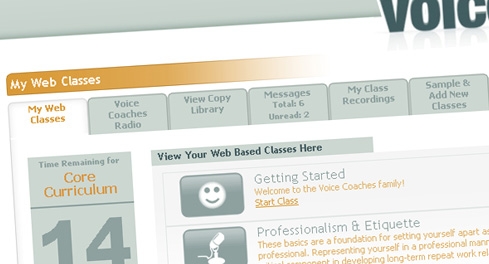 VOICE
My Web Classes
My Web
Classes
Voice
Coaches
Radio
View Copy
Library
Messages
Total: 6
Unread: 2
My Class
Recordings
Sample &
Add New
Classes
Time Remaining for
Core
Curriculum
14
View Your Web Based Classes Here
Getting Started
Welcome to the Voice Coaches family!
Start Class
Professionalism & Etiquette
These basics are a foundation for setting yourself apart as
professional. Representing yourself in a professional mann
component in developing long-term repeat work rel